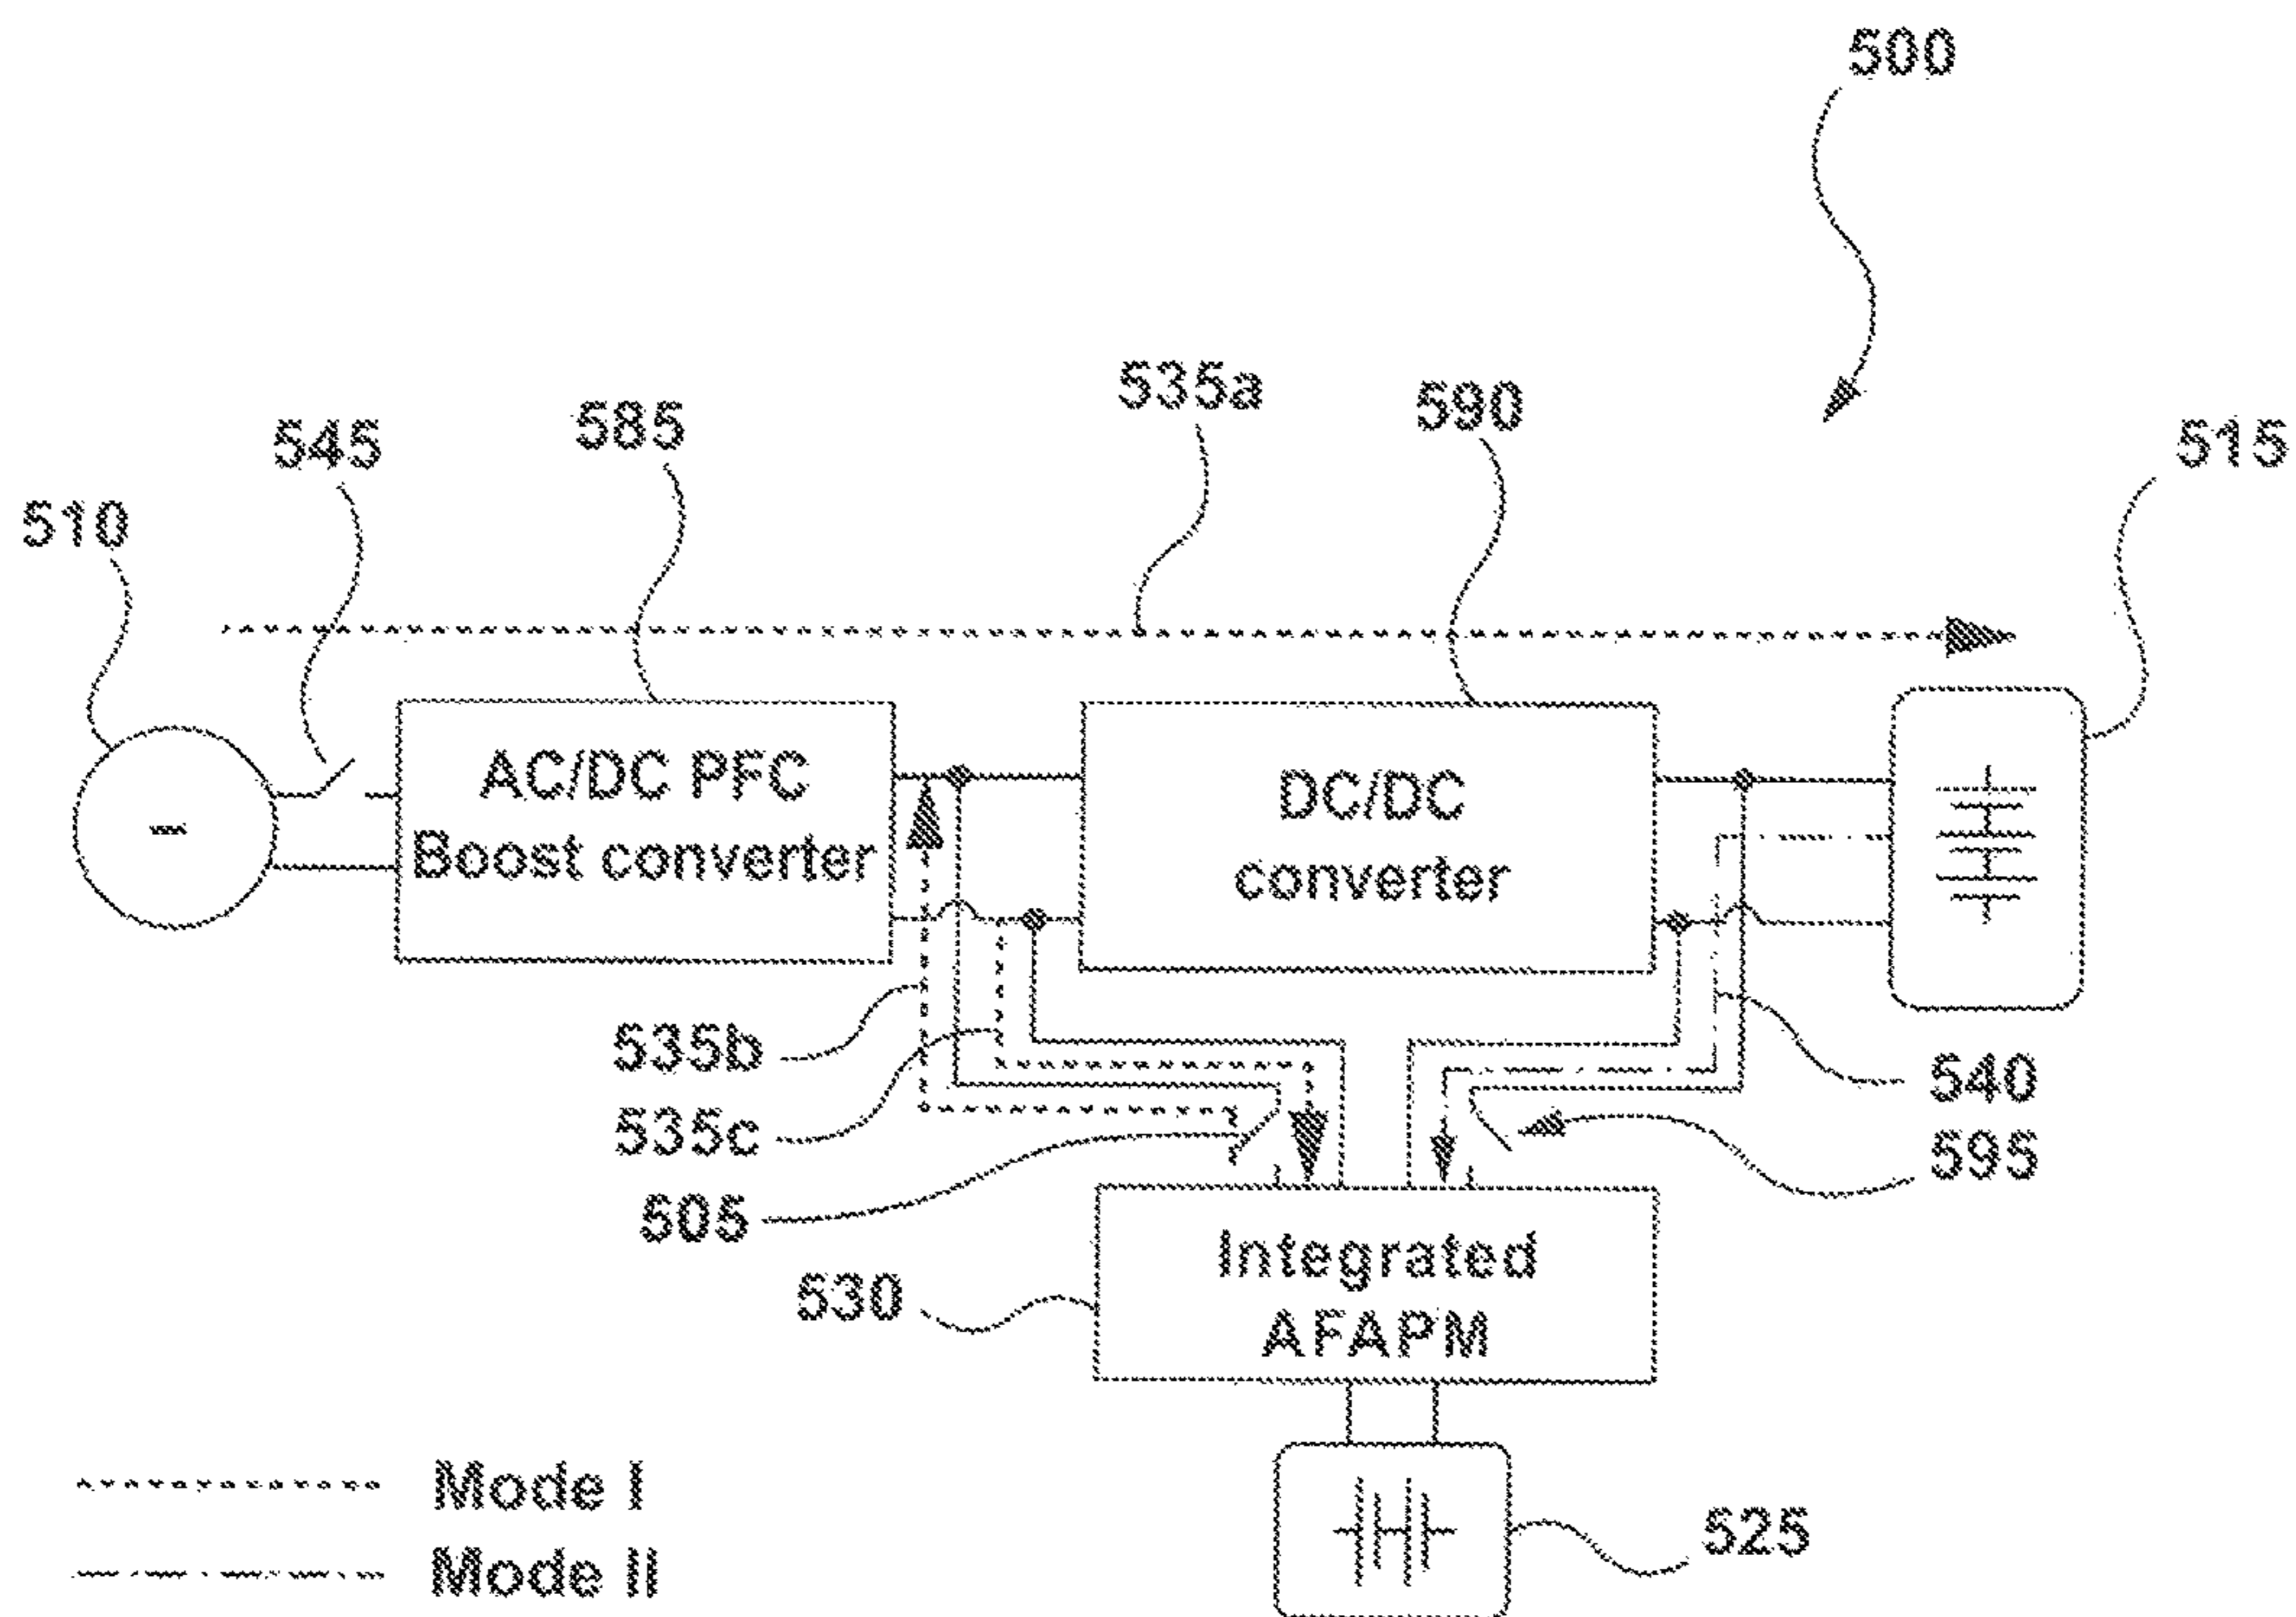 500
535a
590
585
545
515
510
AC/DC PFC
Boost converter
DC/DC
converter
535b
540
535c
595
505
530
Integrated
AFAPM
Mode I
525
Mode II